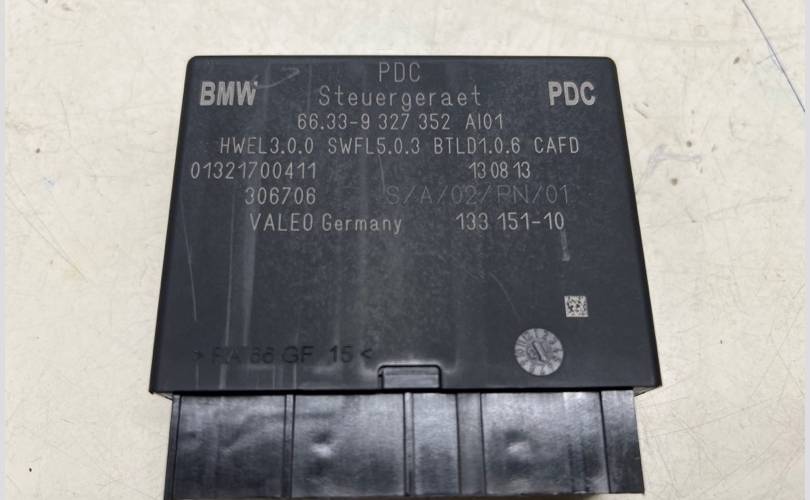 PDC
BMW Steuergeraet PDC
66.33-9 327 352 AI01
HWEL3.0.0 SWFL5.0.3 BTLD1.0.6 CAFD
01321700411 13 08 13
306706 S/A/02/PN/01
VALEO Germany 133 151-10
> PA 66 GF 15 <